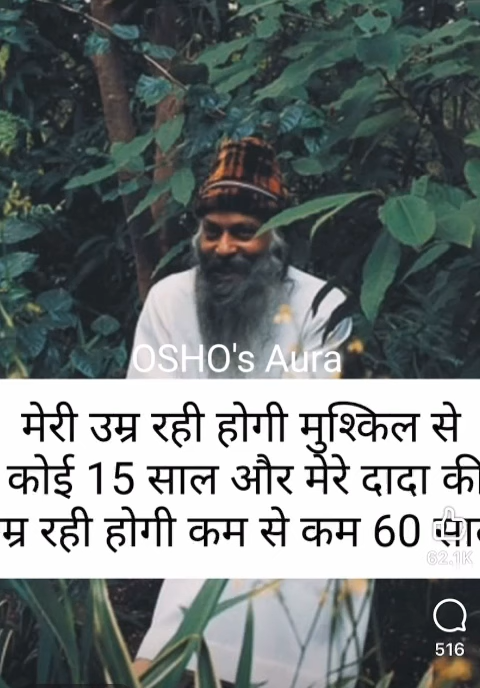 OSHO's Aura
मेरी उम्र रही होगी मुश्किल से
कोई 15 साल और मेरे दादा की
म्र रही होगी कम से कम 60 साल
62.1K
516